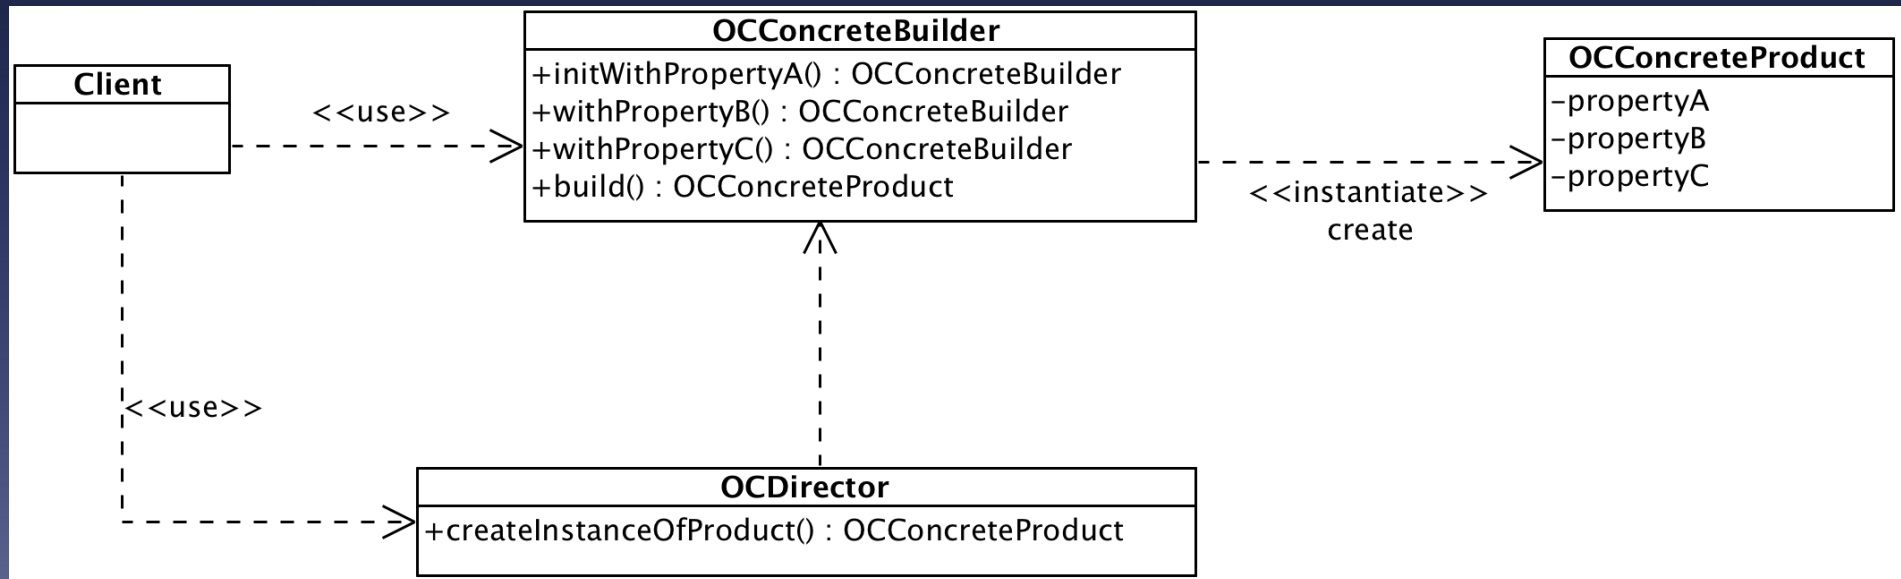 Client
<<use>>
OCConcreteBuilder
+initWithPropertyA() : OCConcreteBuilder
+withPropertyB() : OCConcreteBuilder
+withPropertyC() : OCConcreteBuilder
+build() : OCConcreteProduct
<<instantiate>>
create
OCConcreteProduct
-propertyA
-propertyB
-propertyC
<<use>>
OCDirector
+createInstanceOfProduct() : OCConcreteProduct